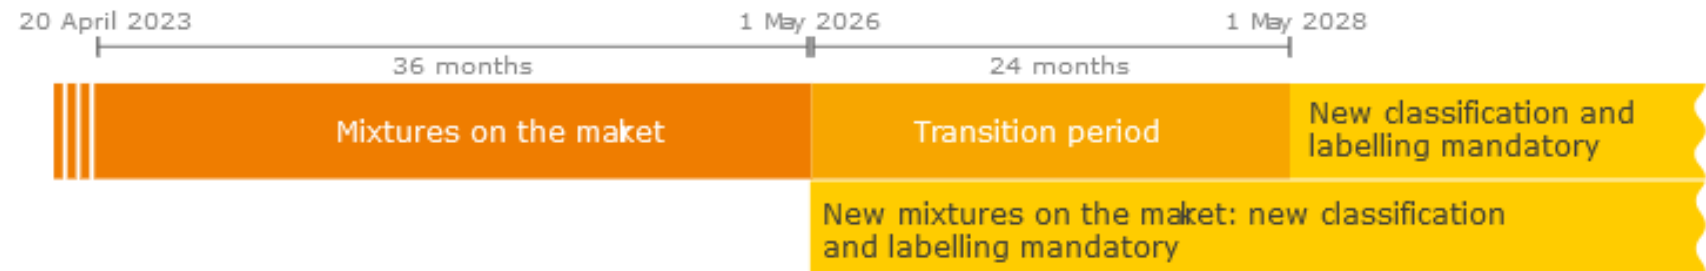 20 April 2023
1 May 2026
1 May 2028
36 months
24 months
Mixtures on the maket
Transition period
New classification and
labelling mandatory
New mixtures on the maket: new classification
and labelling mandatory